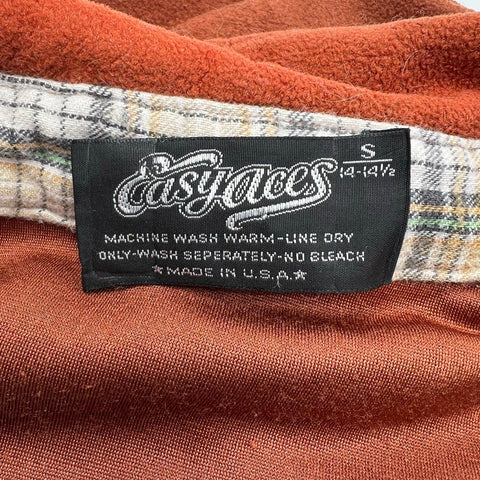 Easy Aces
S
14-14½
MACHINE WASH WARM-LINE DRY
ONLY-WASH SEPERATELY-NO BLEACH
★MADE IN U.S.A.★